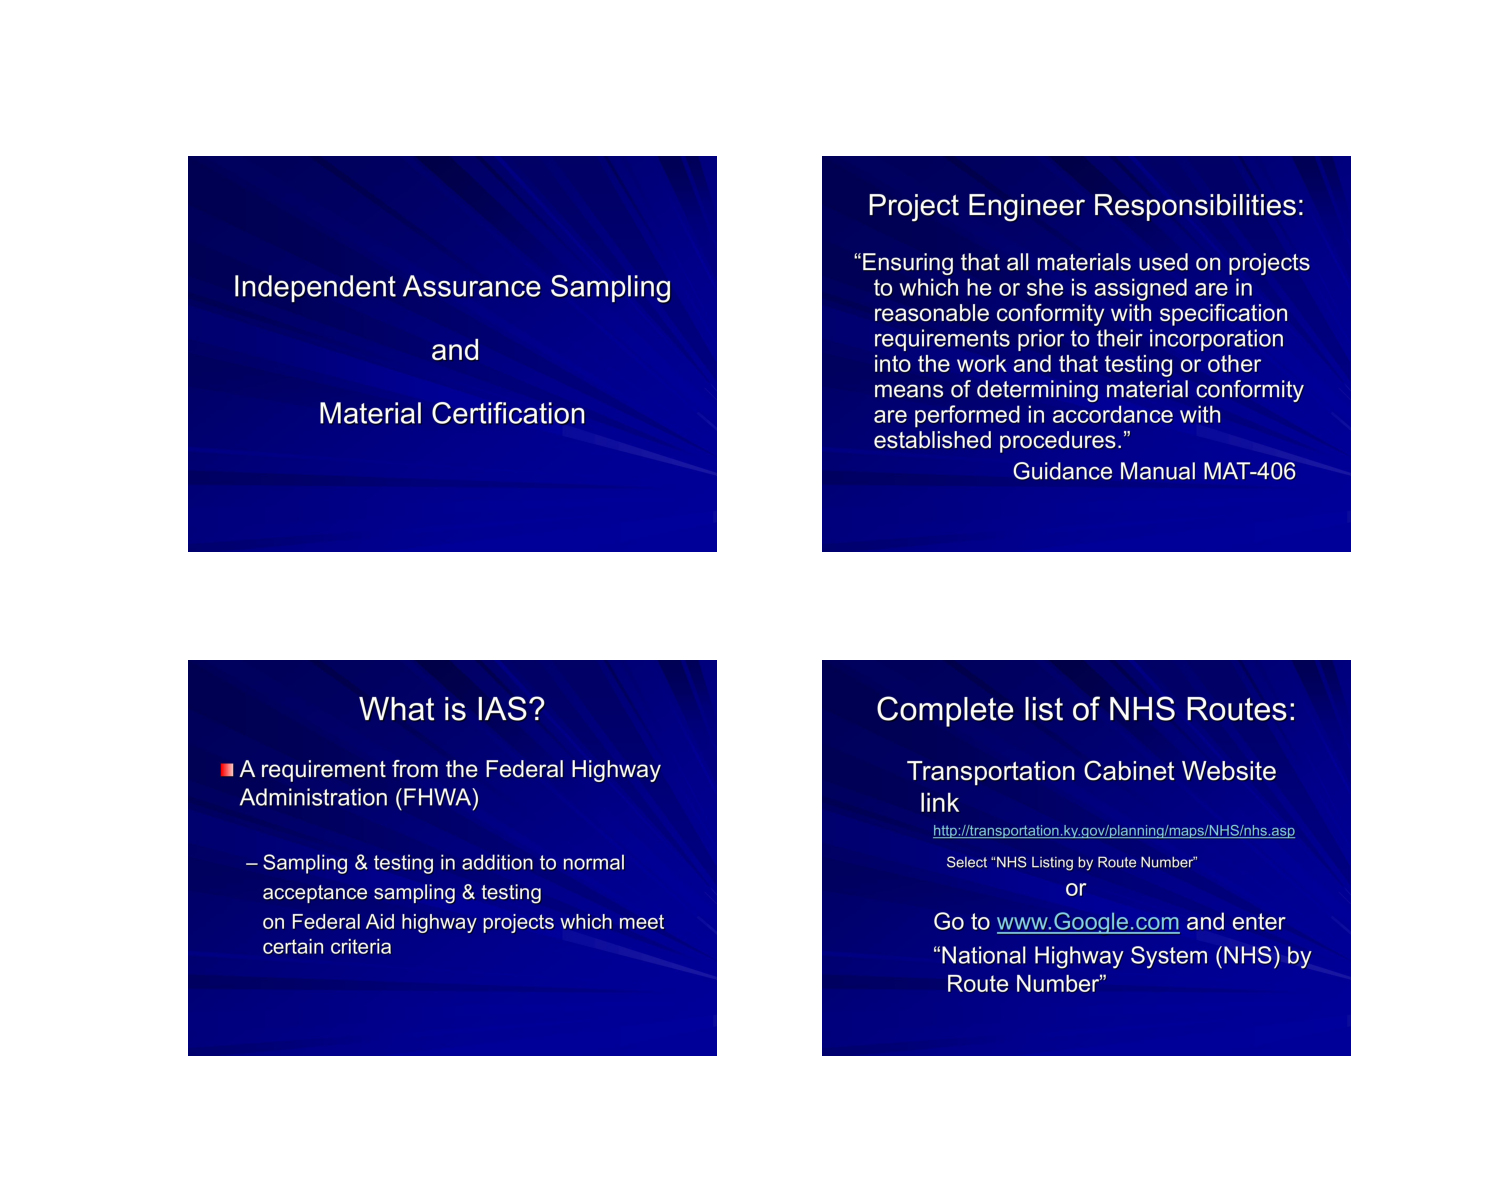 Independent Assurance Sampling
and
Material Certification
Project Engineer Responsibilities:
“Ensuring that all materials used on projects
to which he or she is assigned are in
reasonable conformity with specification
requirements prior to their incorporation
into the work and that testing or other
means of determining material conformity
are performed in accordance with
established procedures.”
Guidance Manual MAT-406
What is IAS?
A requirement from the Federal Highway
Administration (FHWA)
– Sampling & testing in addition to normal
acceptance sampling & testing
on Federal Aid highway projects which meet
certain criteria
Complete list of NHS Routes:
Transportation Cabinet Website
link
http://transportation.ky.gov/planning/maps/NHS/nhs.asp
Select “NHS Listing by Route Number”
or
Go to www.Google.com and enter
“National Highway System (NHS) by
Route Number”